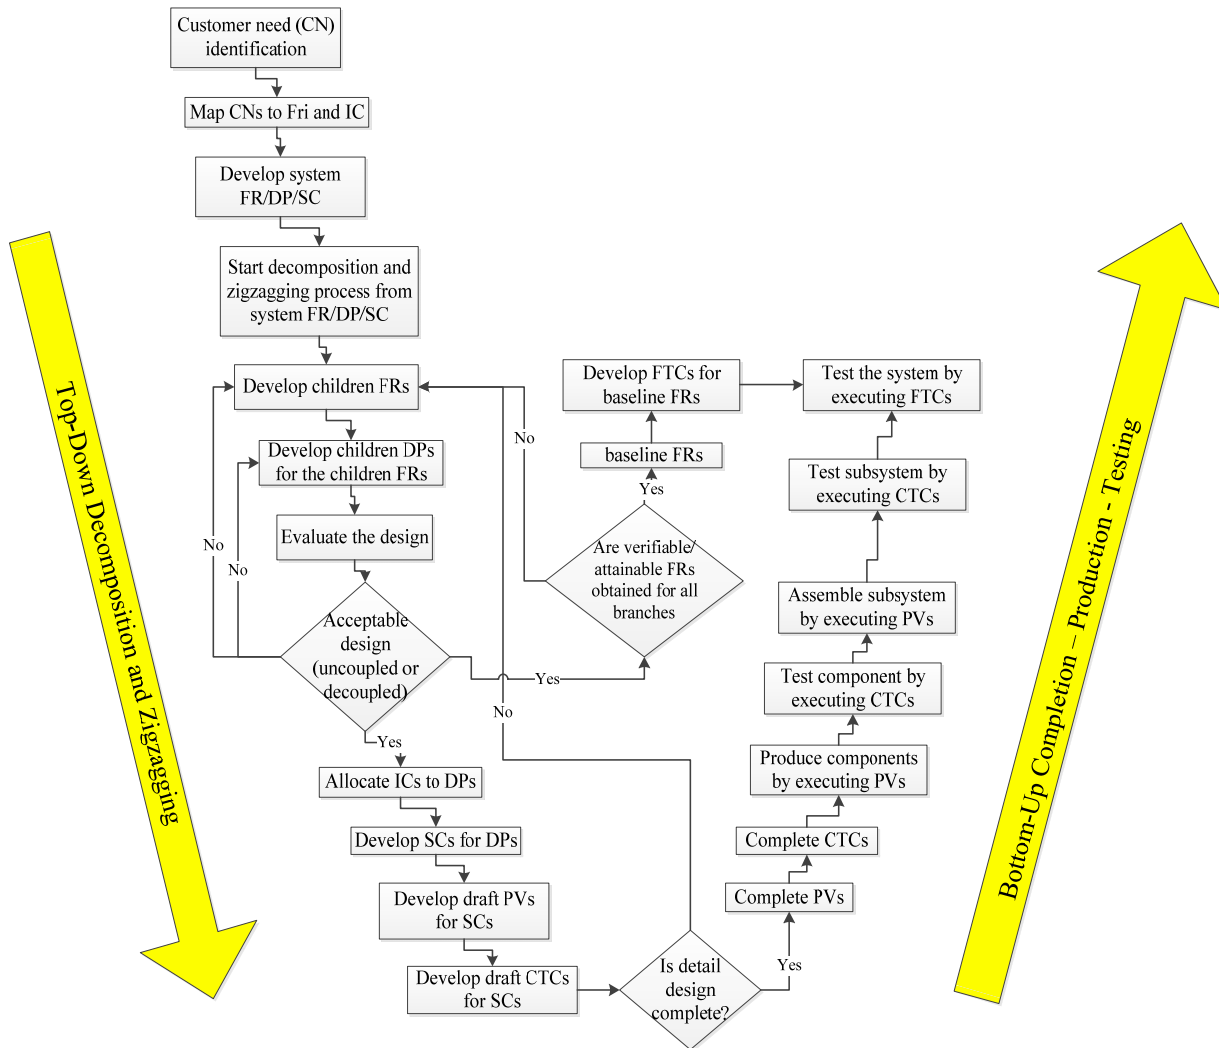 Customer need (CN)
identification
Map CNs to Fri and IC
Develop system
FR/DP/SC
Start decomposition and
zigzagging process from
system FR/DP/SC
Develop children FRs
Develop children DPs
for the children FRs
Evaluate the design
No
No
Acceptable
design
(uncoupled or
decoupled)
Yes
Yes
Allocate ICs to DPs
Develop SCs for DPs
Develop draft PVs
for SCs
Develop draft CTCs
for SCs
Is detail
design
complete?
No
Yes
Are verifiable/
attainable FRs
obtained for all
branches
No
Yes
baseline FRs
Develop FTCs for
baseline FRs
Test the system by
executing FTCs
Test subsystem by
executing CTCs
Assemble subsystem
by executing PVs
Test component by
executing CTCs
Produce components
by executing PVs
Complete CTCs
Complete PVs
Top-Down Decomposition and Zigzagging
Bottom-Up Completion – Production - Testing